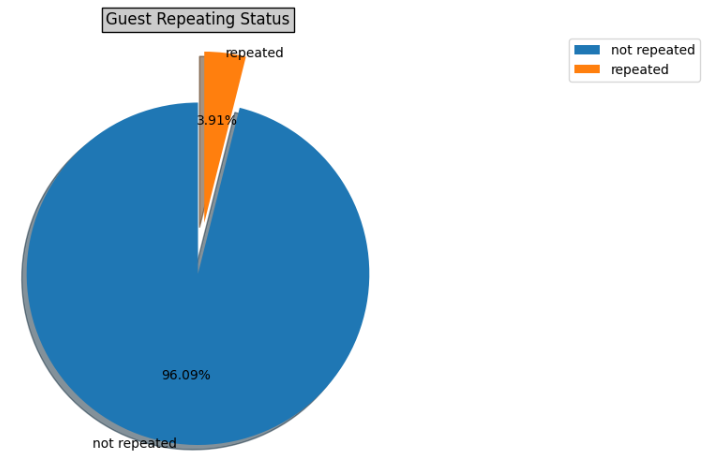 Guest Repeating Status
not repeated
repeated
repeated
3.91%
96.09%
not repeated